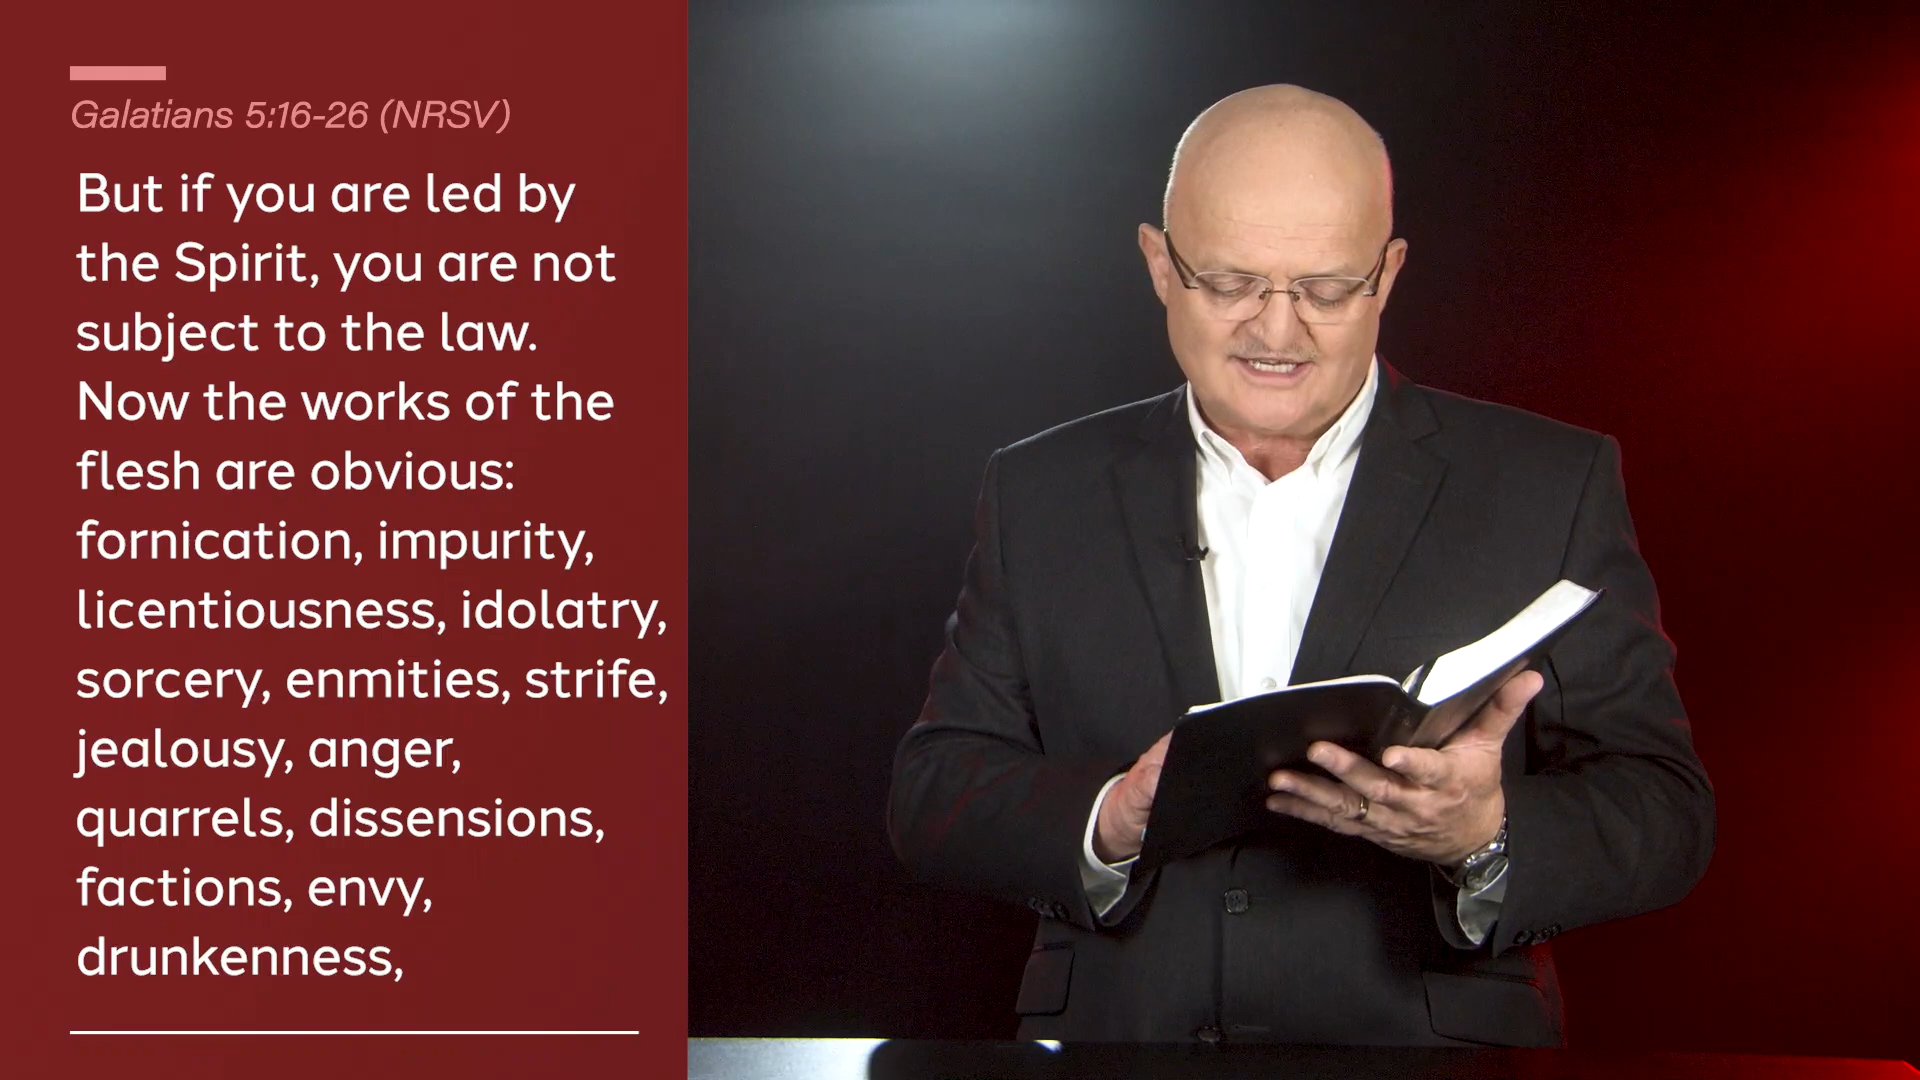 Galatians 5:16-26 (NRSV)
But if you are led by
the Spirit, you are not
subject to the law.
Now the works of the
flesh are obvious:
fornication, impurity,
licentiousness, idolatry,
sorcery, enmities, strife,
jealousy, anger,
quarrels, dissensions,
factions, envy,
drunkenness,